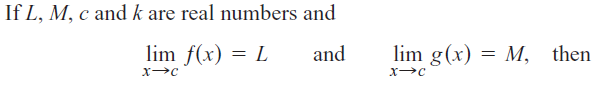 If L, M, c and k are real numbers and
lim f(x) = L and lim g(x) = M, then
x→c x→c